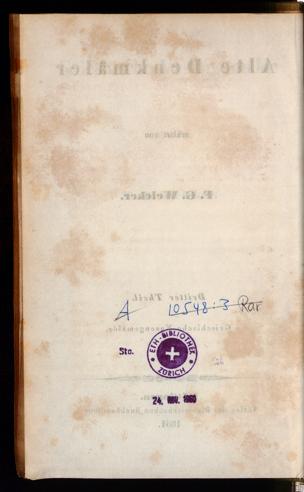 Alte Denkmäler
erklärt von
F. G. Welcker.
Dritter Theil.
A 10548:3 Rar
Griechische Vasengemälde.
Sto.
ETH-BIBLIOTHEK
ZÜRICH
24. NOV. 1960
1851.